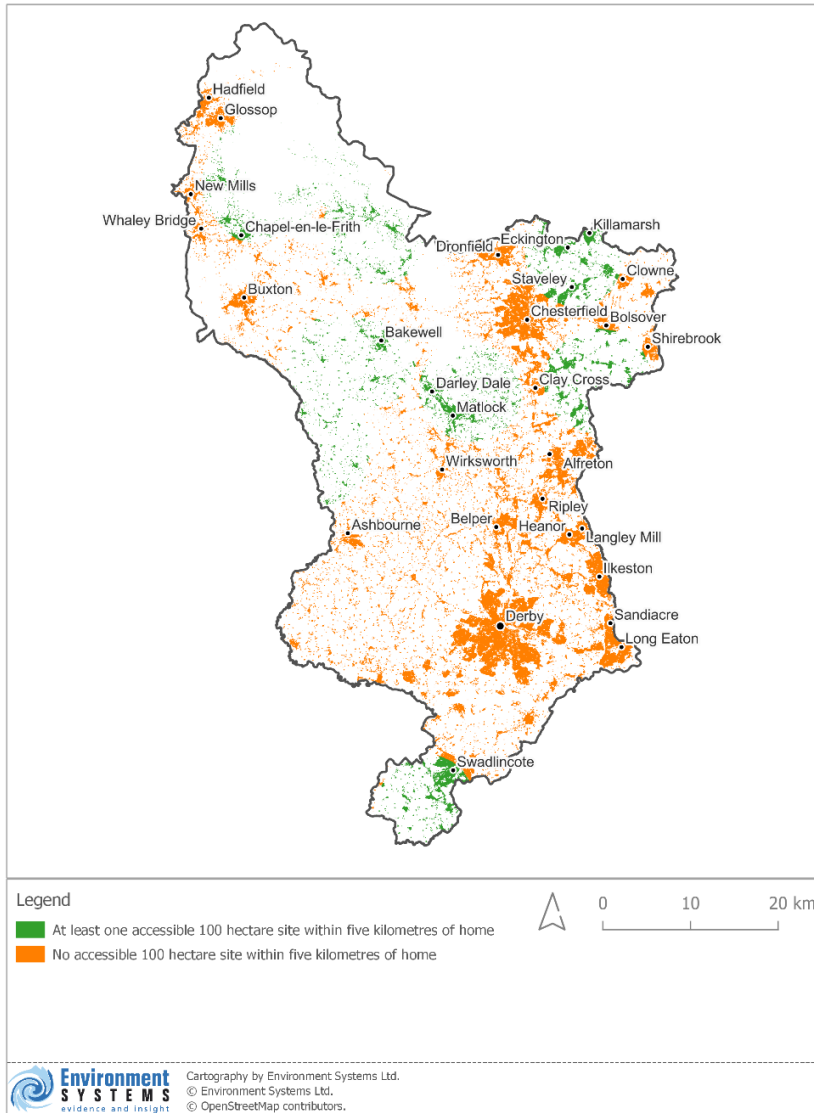 Hadfield
Glossop
New Mills
Whaley Bridge
Chapel-en-le-Frith
Killamarsh
Eckington
Dronfield
Clowne
Staveley
Buxton
Chesterfield
Bolsover
Bakewell
Shirebrook
Darley Dale
Clay Cross
Matlock
Wirksworth
Alfreton
Ripley
Ashbourne
Belper
Heanor
Langley Mill
Ilkeston
Derby
Sandiacre
Long Eaton
Swadlincote
Legend
At least one accessible 100 hectare site within five kilometres of home
No accessible 100 hectare site within five kilometres of home
0 10 20 km
Environment
SYSTEMS
evidence and insight
Cartography by Environment Systems Ltd.
© Environment Systems Ltd.
© OpenStreetMap contributors.